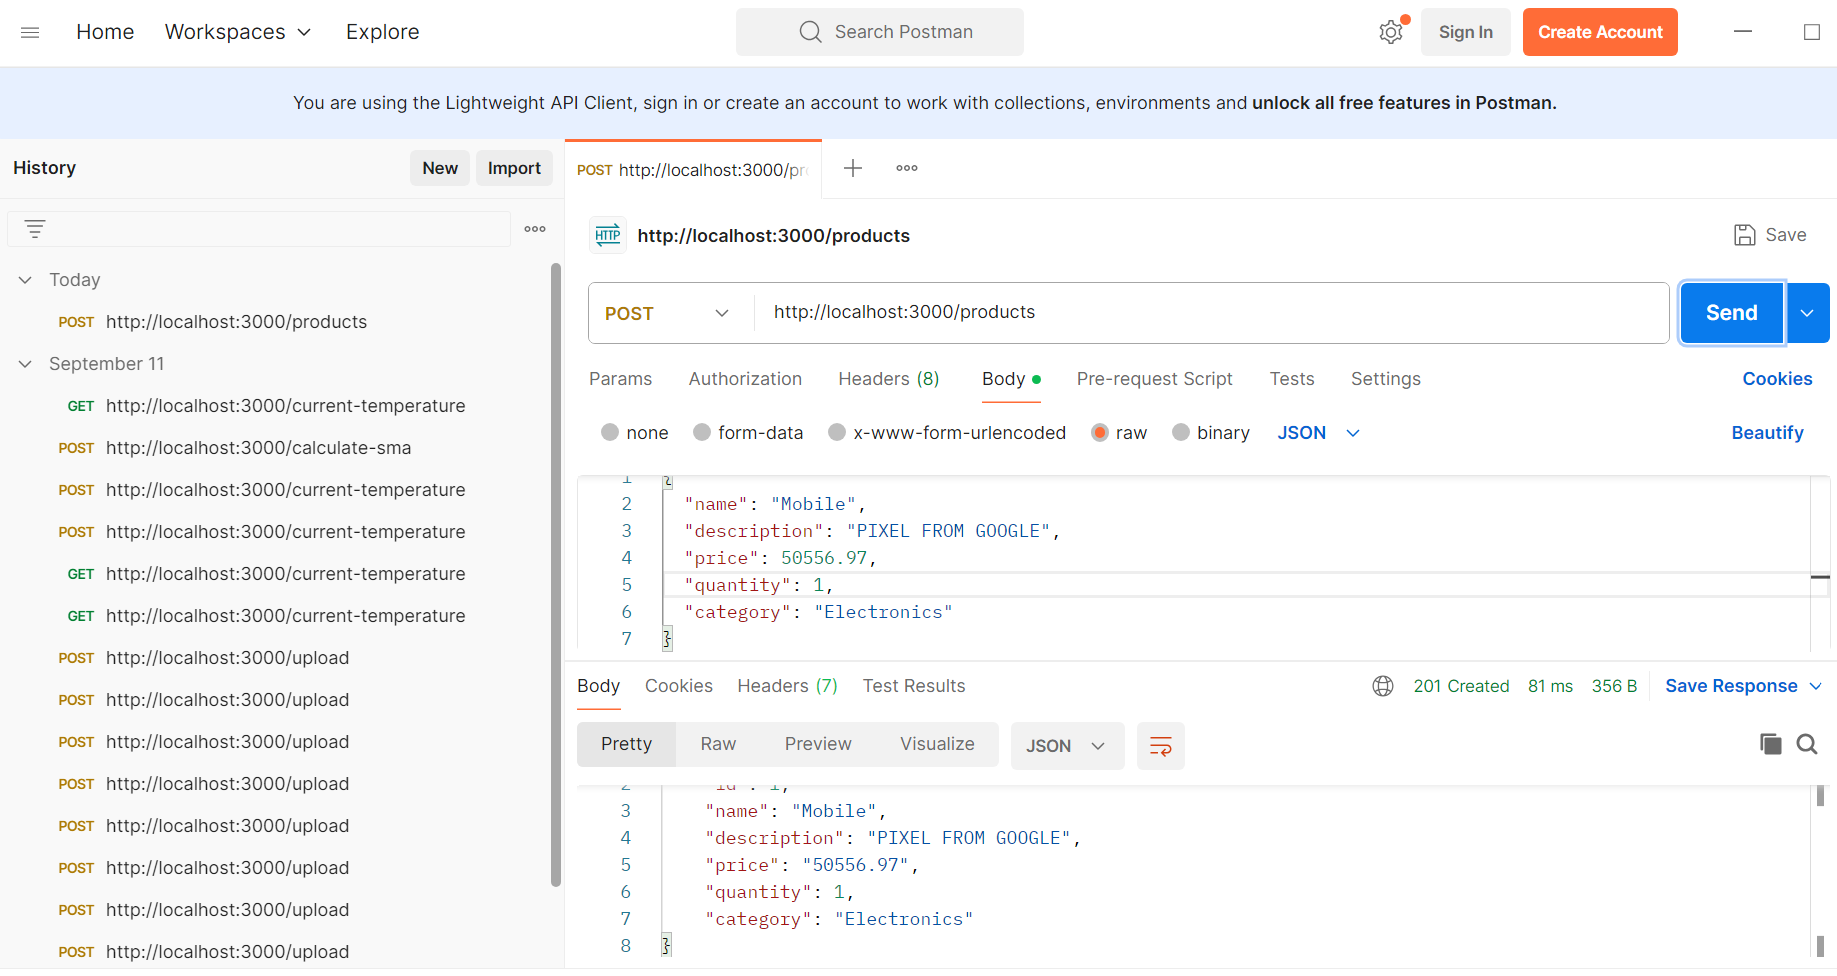 Home Workspaces Explore Search Postman Sign In Create Account
You are using the Lightweight API Client, sign in or create an account to work with collections, environments and unlock all free features in Postman.
History New Import
Today
POST http://localhost:3000/products
September 11
GET http://localhost:3000/current-temperature
POST http://localhost:3000/calculate-sma
POST http://localhost:3000/current-temperature
POST http://localhost:3000/current-temperature
GET http://localhost:3000/current-temperature
GET http://localhost:3000/current-temperature
POST http://localhost:3000/upload
POST http://localhost:3000/upload
POST http://localhost:3000/upload
POST http://localhost:3000/upload
POST http://localhost:3000/upload
POST http://localhost:3000/upload
POST http://localhost:3000/upload
POST http://localhost:3000/upload
POST http://localhost:3000/pr
HTTP http://localhost:3000/products Save
POST http://localhost:3000/products Send
Params Authorization Headers (8) Body Pre-request Script Tests Settings Cookies
none form-data x-www-form-urlencoded raw binary JSON Beautify
1 {
2 "name": "Mobile",
3 "description": "PIXEL FROM GOOGLE",
4 "price": 50556.97,
5 "quantity": 1,
6 "category": "Electronics"
7 }
Body Cookies Headers (7) Test Results 201 Created 81 ms 356 B Save Response
Pretty Raw Preview Visualize JSON
2 "id": 1,
3 "name": "Mobile",
4 "description": "PIXEL FROM GOOGLE",
5 "price": "50556.97",
6 "quantity": 1,
7 "category": "Electronics"
8 }